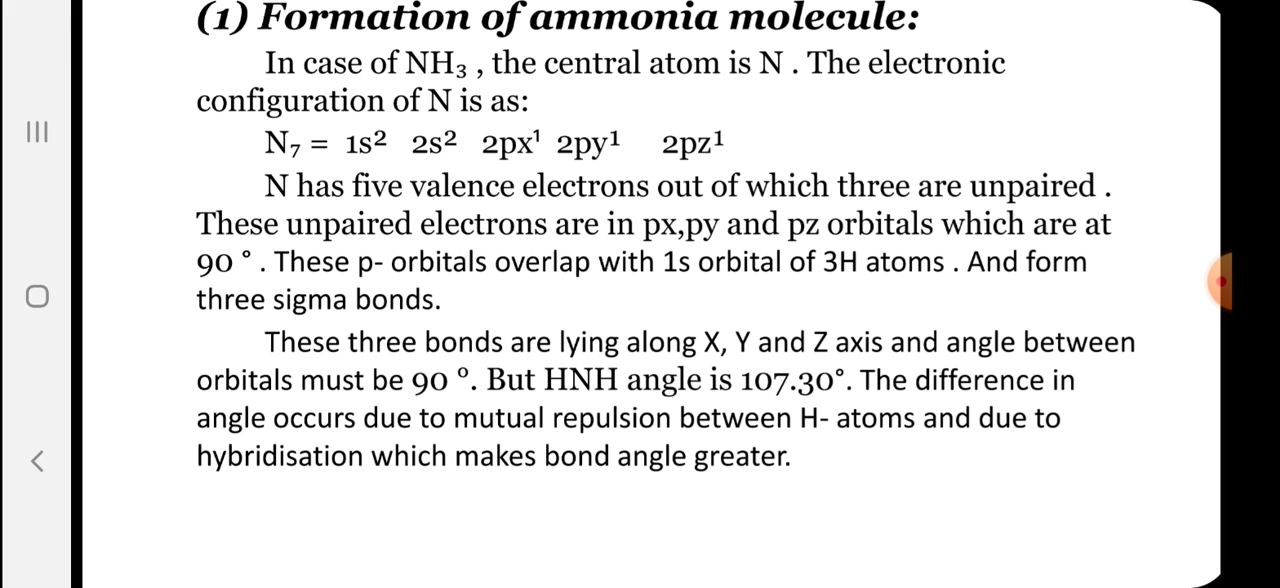 (1) Formation of ammonia molecule:
In case of NH₃ , the central atom is N . The electronic
configuration of N is as:
N₇ = 1s² 2s² 2px¹ 2py¹ 2pz¹
N has five valence electrons out of which three are unpaired .
These unpaired electrons are in px,py and pz orbitals which are at
90 ° . These p- orbitals overlap with 1s orbital of 3H atoms . And form
three sigma bonds.
These three bonds are lying along X, Y and Z axis and angle between
orbitals must be 90 °. But HNH angle is 107.30°. The difference in
angle occurs due to mutual repulsion between H- atoms and due to
hybridisation which makes bond angle greater.